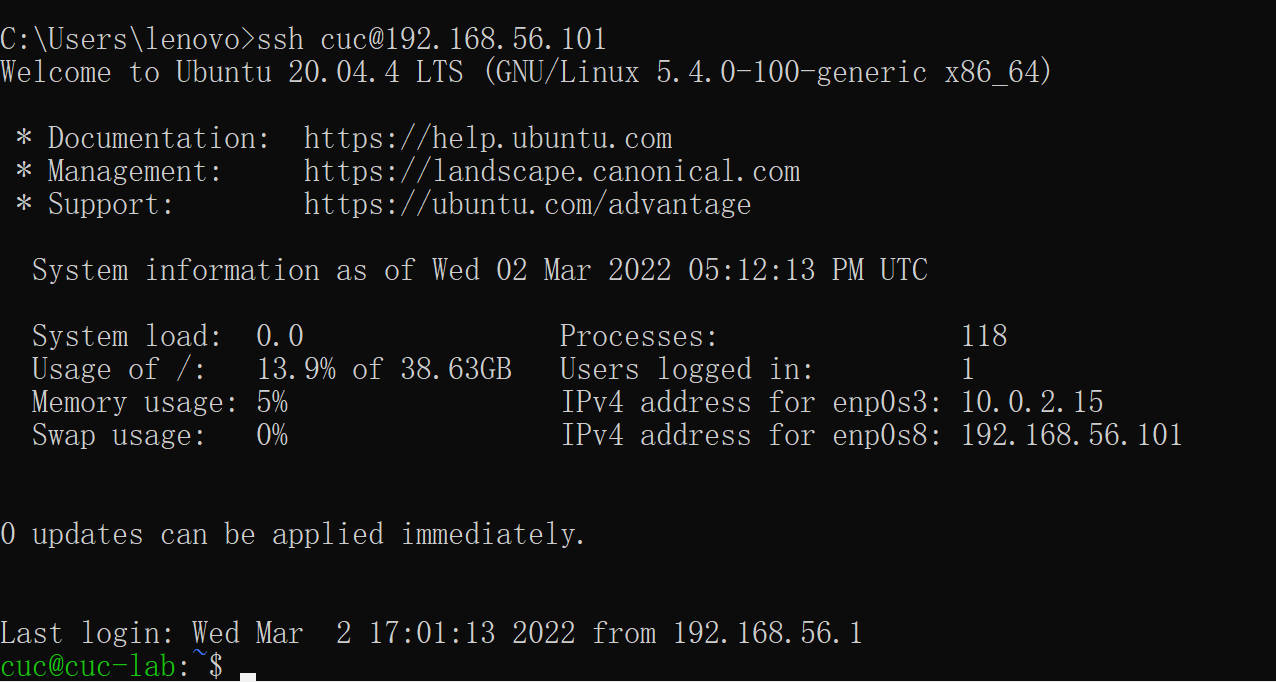 C:\Users\lenovo>ssh cuc@192.168.56.101
Welcome to Ubuntu 20.04.4 LTS (GNU/Linux 5.4.0-100-generic x86_64)
* Documentation:  https://help.ubuntu.com
* Management:     https://landscape.canonical.com
* Support:        https://ubuntu.com/advantage
System information as of Wed 02 Mar 2022 05:12:13 PM UTC
System load:  0.0                Processes:               118
Usage of /:   13.9% of 38.63GB   Users logged in:         1
Memory usage: 5%                 IPv4 address for enp0s3: 10.0.2.15
Swap usage:   0%                 IPv4 address for enp0s8: 192.168.56.101
0 updates can be applied immediately.
Last login: Wed Mar  2 17:01:13 2022 from 192.168.56.1
cuc@cuc-lab:~$